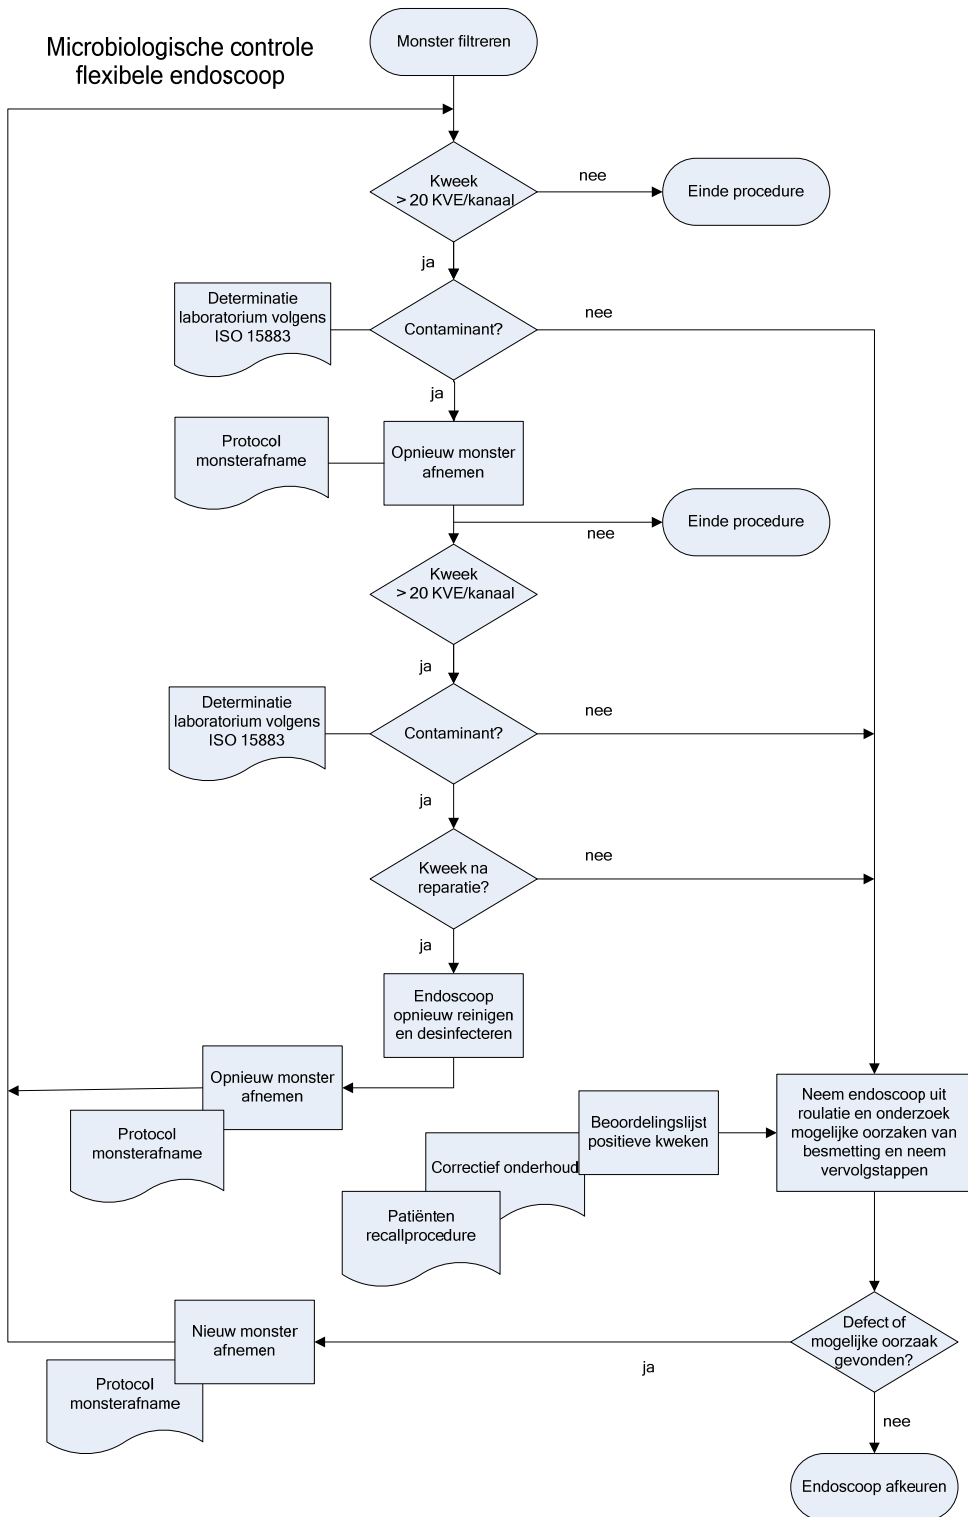 Microbiologische controle
flexibele endoscoop
Monster filtreren
Kweek
> 20 KVE/kanaal
nee
Einde procedure
ja
Determinatie
laboratorium volgens
ISO 15883
Contaminant?
nee
ja
Protocol
monsterafname
Opnieuw monster
afnemen
Einde procedure
nee
Kweek
> 20 KVE/kanaal
ja
Determinatie
laboratorium volgens
ISO 15883
Contaminant?
nee
ja
Kweek na
reparatie?
nee
ja
Endoscoop
opnieuw reinigen
en desinfecteren
Opnieuw monster
afnemen
Protocol
monsterafname
Beoordelingslijst
positieve kweken
Correctief onderhoud
Patiënten
recallprocedure
Neem endoscoop uit
roulatie en onderzoek
mogelijke oorzaken van
besmetting en neem
vervolgstappen
Defect of
mogelijke oorzaak
gevonden?
ja
Nieuw monster
afnemen
Protocol
monsterafname
nee
Endoscoop afkeuren